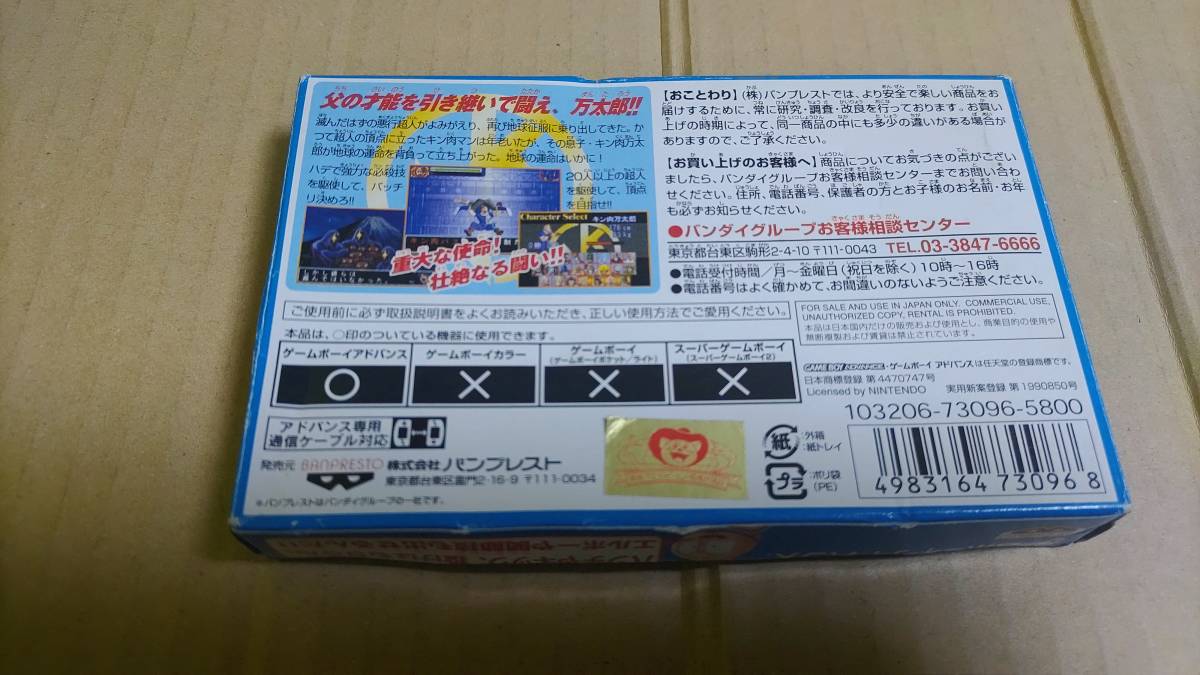 父の才能を引き継いで闘え、万太郎!!
滅んだはずの悪行超人がよみがえり、再び地球征服に乗り出してきた。か
つて超人の頂点に立ったキン肉マンは年老いたが、その息子・キン肉万太
郎が地球の運命を背負って立ち上がった。地球の運命はいかに!
ハデで強力な必殺技
を駆使して、バッチ
リ決めろ!!
20人以上の超人
を駆使して、頂点
を目指せ!!
Character Select
キン肉万太郎
重大な使命!
壮絶なる闘い!!
【おことわり】(株)バンプレストでは、より安全で楽しい商品をお
届けするために、常に研究・調査・改良を行っております。お買い
上げの時期によって、同一商品の中にも多少の違いがある場合が
ありますので、ご了承ください。
【お買い上げのお客様へ】商品についてお気づきの点がござい
ましたら、バンダイグループお客様相談センターまでお問い合わ
せください。住所、電話番号、保護者の方とお子様のお名前・お年
も必ずお知らせください。
●バンダイグループお客様相談センター
東京都台東区駒形2-4-10 〒111-0043 TEL.03-3847-6666
●電話受付時間/月〜金曜日(祝日を除く)10時〜16時
●電話番号はよく確かめて、お間違いのないようご注意ください。
ご使用前に必ず取扱説明書をよくお読みいただき、正しい使用方法でご愛用ください。
FOR SALE AND USE IN JAPAN ONLY. COMMERCIAL USE,
UNAUTHORIZED COPY, RENTAL IS PROHIBITED.
本品は日本国内だけの販売および使用とし、商業目的の使用や
無断複製および賃貸は禁止されています。
本品は、○印のついている機器に使用できます。
ゲームボーイアドバンス
ゲームボーイカラー
ゲームボーイ
(ゲームボーイポケット/ライト)
スーパーゲームボーイ
(スーパーゲームボーイ2)
○ × × ×
GAME BOY ADVANCE・ゲームボーイ アドバンスは任天堂の登録商標です。
日本商標登録 第4470747号
Licensed by NINTENDO 実用新案登録 第1990850号
103206-73096-5800
アドバンス専用
通信ケーブル対応
発売元 BANPRESTO 株式会社 バンプレスト
東京都台東区雷門2-16-9 〒111-0034
*バンプレストはバンダイグループの一社です。
紙
:外箱
:紙トレイ
プラ
:ポリ袋
(PE)
4983164 730968